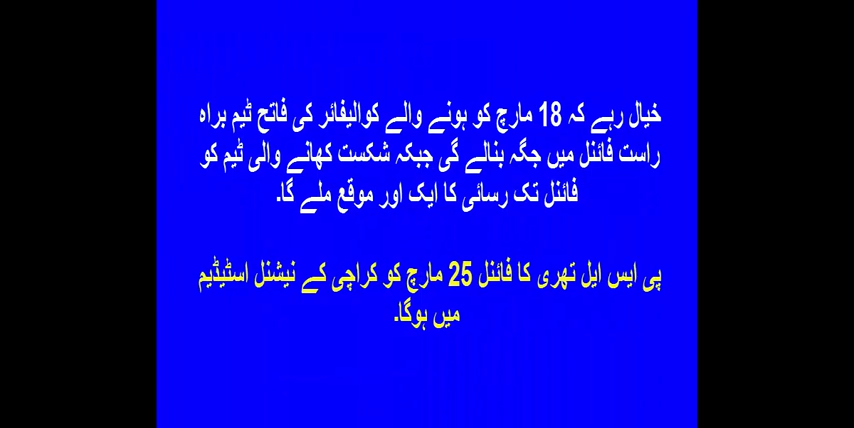 خیال رہے کہ 18 مارچ کو ہونے والے کوالیفائر کی فاتح ٹیم براہ
راست فائنل میں جگہ بنالے گی جبکہ شکست کھانے والی ٹیم کو
فائنل تک رسائی کا ایک اور موقع ملے گا۔
پی ایس ایل تھری کا فائنل 25 مارچ کو کراچی کے نیشنل اسٹیڈیم
میں ہوگا۔